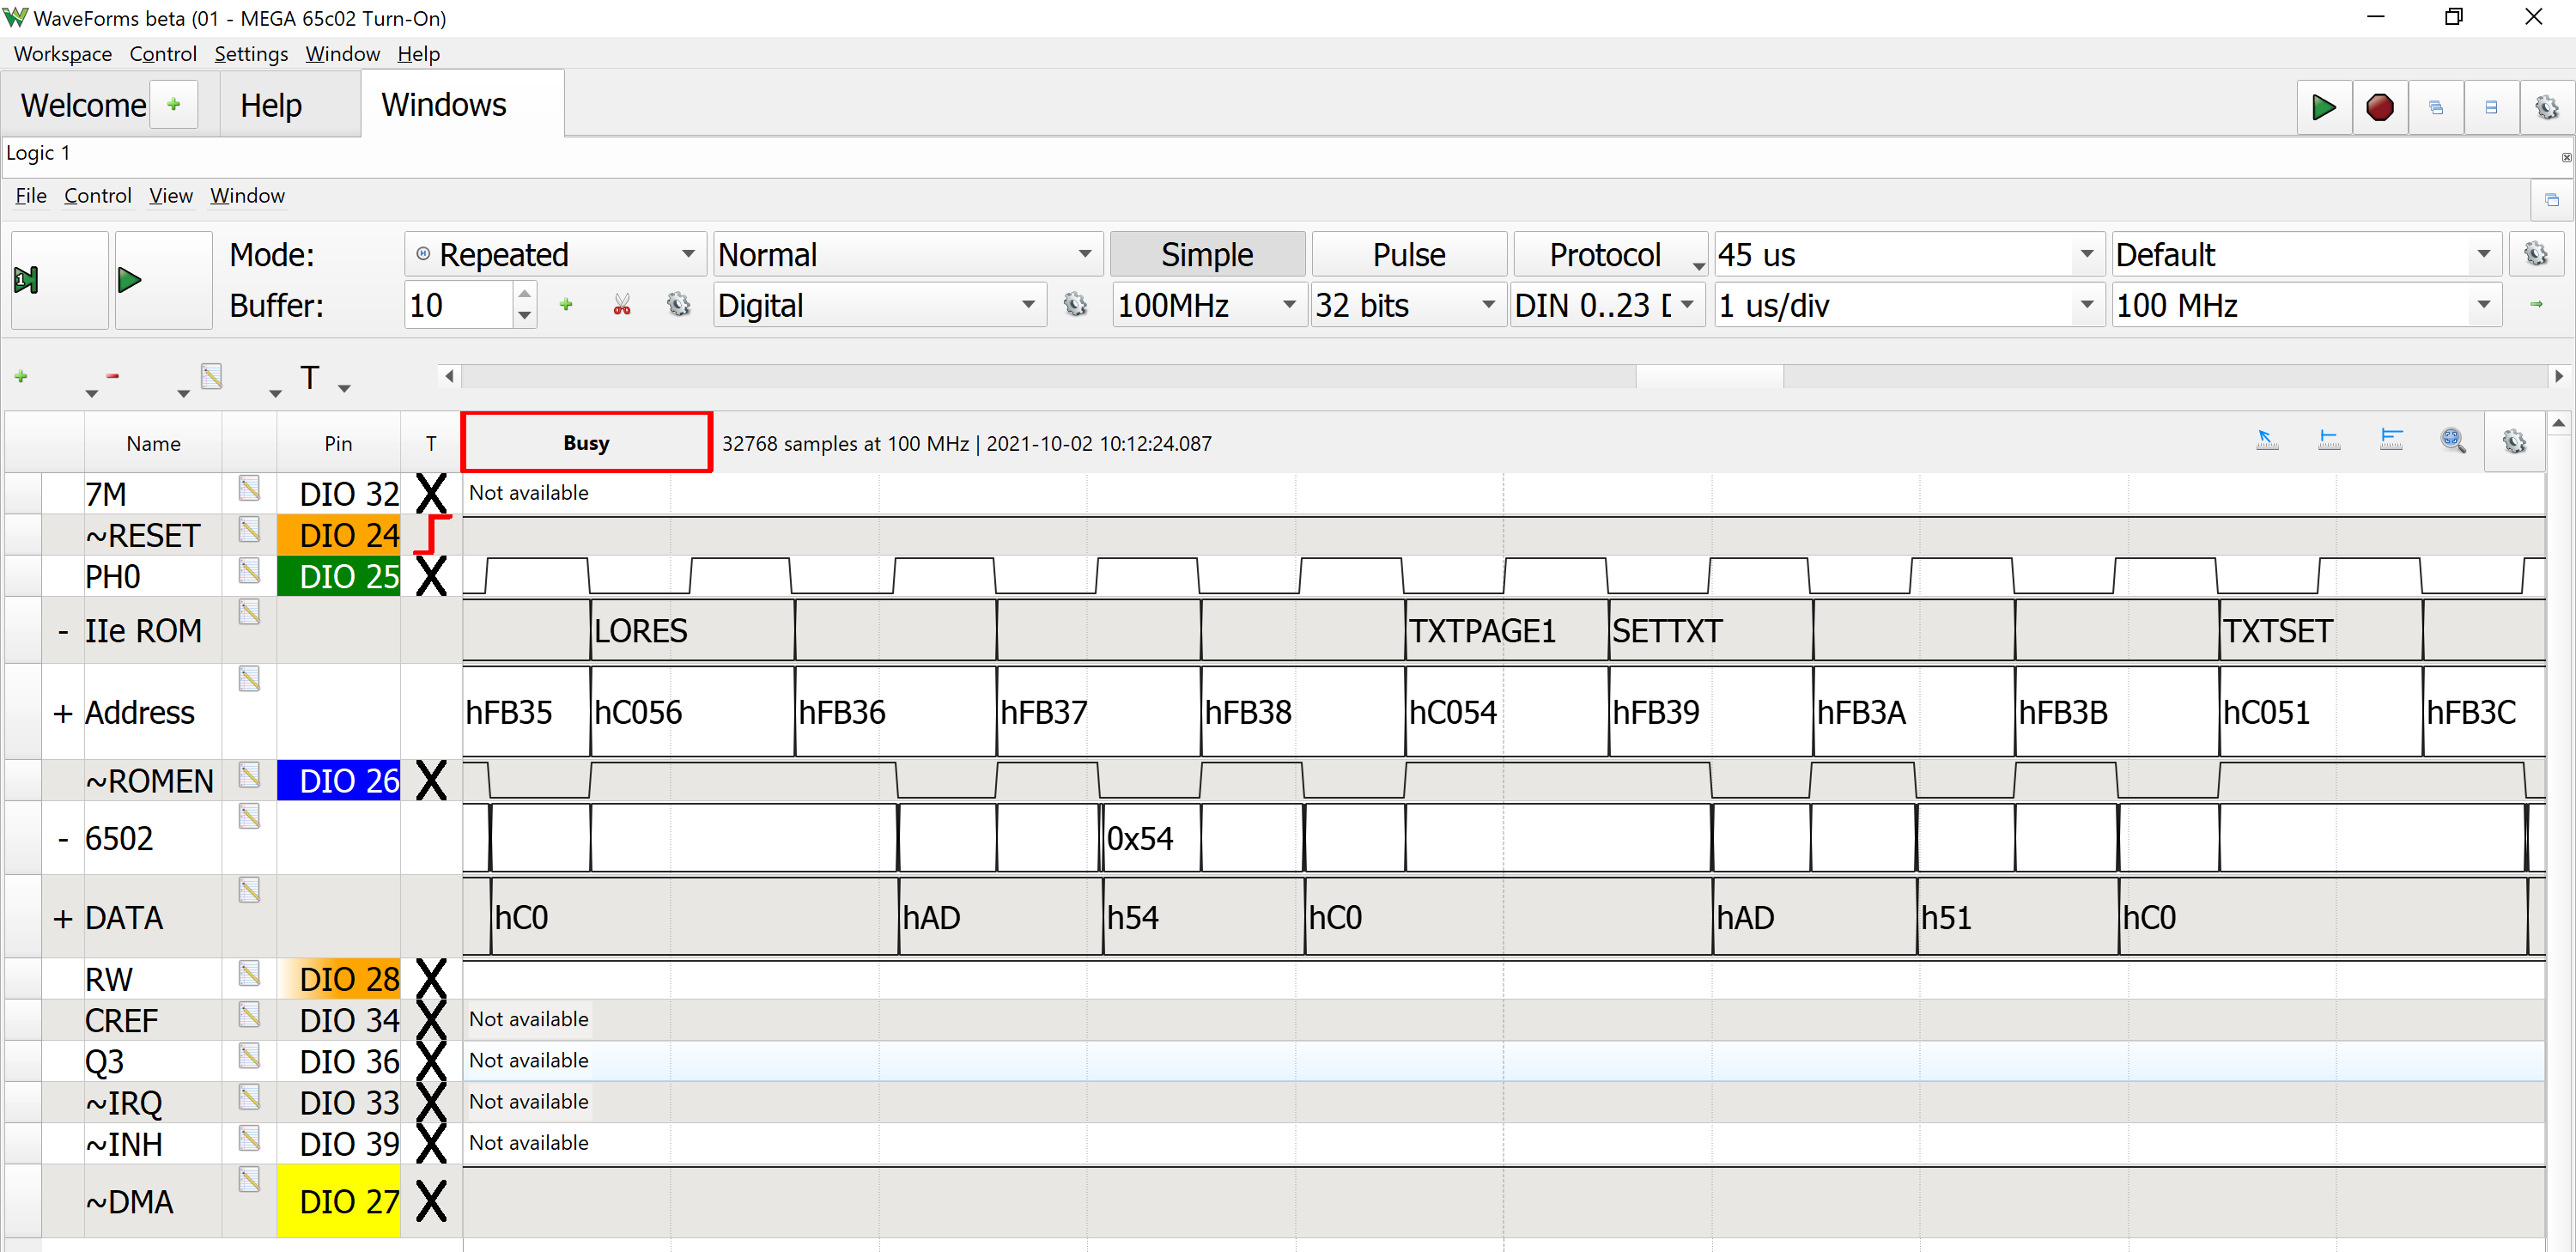 WaveForms beta (01 - MEGA 65c02 Turn-On)
Workspace Control Settings Window Help
Welcome Help Windows
Logic 1
File Control View Window
Mode: Repeated Normal Simple Pulse Protocol 45 us Default
Buffer: 10 Digital 100MHz 32 bits DIN 0..23 D 1 us/div 100 MHz
T
Name Pin T Busy 32768 samples at 100 MHz | 2021-10-02 10:12:24.087
7M DIO 32 X Not available
~RESET DIO 24
PH0 DIO 25 X
- IIe ROM LORES TXTPAGE1 SETTXT TXTSET
+ Address hFB35 hC056 hFB36 hFB37 hFB38 hC054 hFB39 hFB3A hFB3B hC051 hFB3C
~ROMEN DIO 26 X
- 6502 0x54
+ DATA hC0 hAD h54 hC0 hAD h51 hC0
RW DIO 28 X
CREF DIO 34 X Not available
Q3 DIO 36 X Not available
~IRQ DIO 33 X Not available
~INH DIO 39 X Not available
~DMA DIO 27 X